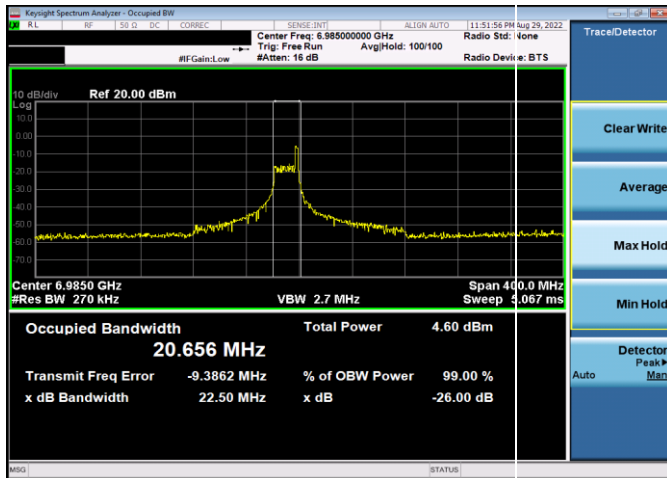 Keysight Spectrum Analyzer - Occupied BW
RL RF 50 Ω DC CORREC SENSE:INT ALIGN AUTO 11:51:56 PM Aug 29, 2022
Center Freq: 6.985000000 GHz Radio Std: None
Trig: Free Run Avg|Hold: 100/100
#IFGain:Low #Atten: 16 dB Radio Device: BTS
Trace/Detector
10 dB/div Ref 20.00 dBm
Log
10.0
0.00
-10.0
-20.0
-30.0
-40.0
-50.0
-60.0
-70.0
Center 6.9850 GHz Span 400.0 MHz
#Res BW 270 kHz VBW 2.7 MHz Sweep 5.067 ms
Occupied Bandwidth Total Power 4.60 dBm
20.656 MHz
Transmit Freq Error -9.3862 MHz % of OBW Power 99.00 %
x dB Bandwidth 22.50 MHz x dB -26.00 dB
Clear Write
Average
Max Hold
Min Hold
Detector
Peak▶
Auto Man
MSG STATUS